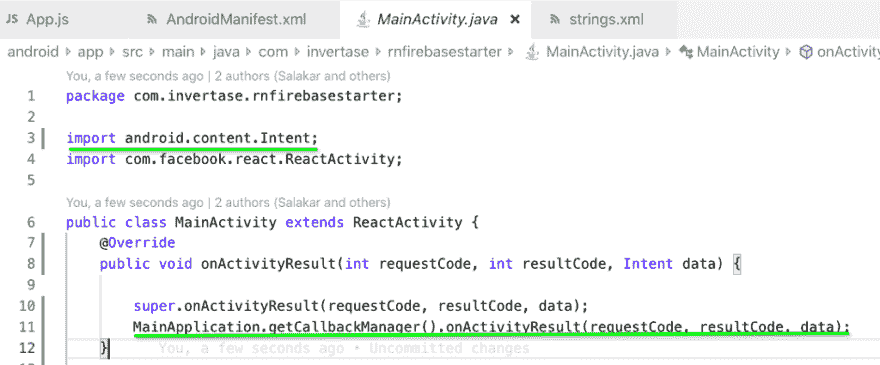 JS App.js AndroidManifest.xml MainActivity.java × strings.xml
android › app › src › main › java › com › invertase › rnfirebasestarter › MainActivity.java › MainActivity › onActivity
You, a few seconds ago | 2 authors (Salakar and others)
1 package com.invertase.rnfirebasestarter;
2
3 import android.content.Intent;
4 import com.facebook.react.ReactActivity;
5
You, a few seconds ago | 2 authors (Salakar and others)
6 public class MainActivity extends ReactActivity {
7 @Override
8 public void onActivityResult(int requestCode, int resultCode, Intent data) {
9
10 super.onActivityResult(requestCode, resultCode, data);
11 MainApplication.getCallbackManager().onActivityResult(requestCode, resultCode, data);
12 } You, a few seconds ago • Uncommitted changes